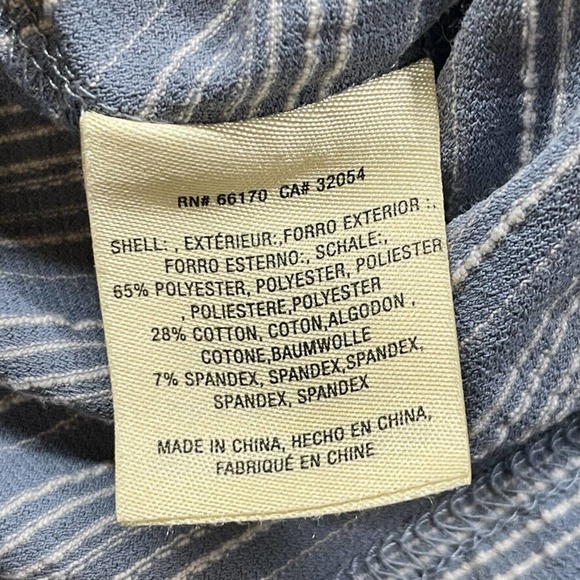 RN# 66170 CA# 32054
SHELL: , EXTÉRIEUR:,FORRO EXTERIOR :,
FORRO ESTERNO:, SCHALE:,
65% POLYESTER, POLYESTER, POLIESTER
, POLIESTERE,POLYESTER
28% COTTON, COTON,ALGODON ,
COTONE,BAUMWOLLE
7% SPANDEX, SPANDEX,SPANDEX,
SPANDEX, SPANDEX
MADE IN CHINA, HECHO EN CHINA,
FABRIQUÉ EN CHINE